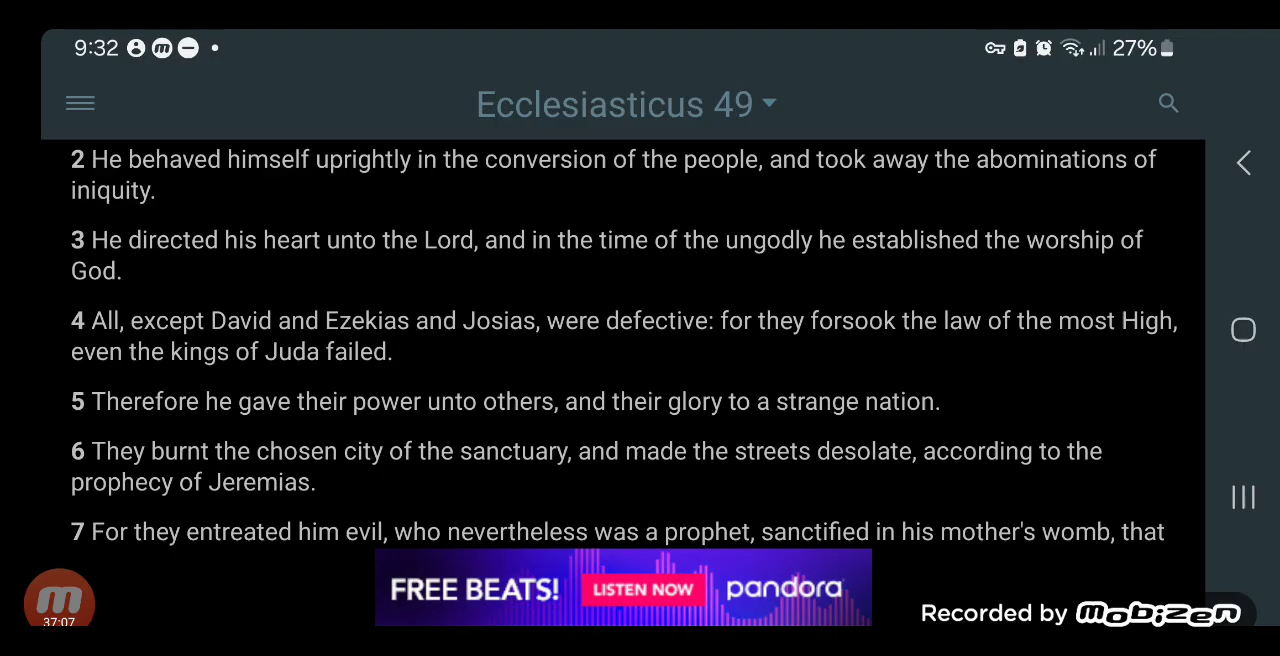 9:32 27%
Ecclesiasticus 49
2 He behaved himself uprightly in the conversion of the people, and took away the abominations of
iniquity.
3 He directed his heart unto the Lord, and in the time of the ungodly he established the worship of
God.
4 All, except David and Ezekias and Josias, were defective: for they forsook the law of the most High,
even the kings of Juda failed.
5 Therefore he gave their power unto others, and their glory to a strange nation.
6 They burnt the chosen city of the sanctuary, and made the streets desolate, according to the
prophecy of Jeremias.
7 For they entreated him evil, who nevertheless was a prophet, sanctified in his mother's womb, that
FREE BEATS! LISTEN NOW pandora
m
37:07
Recorded by mobizen